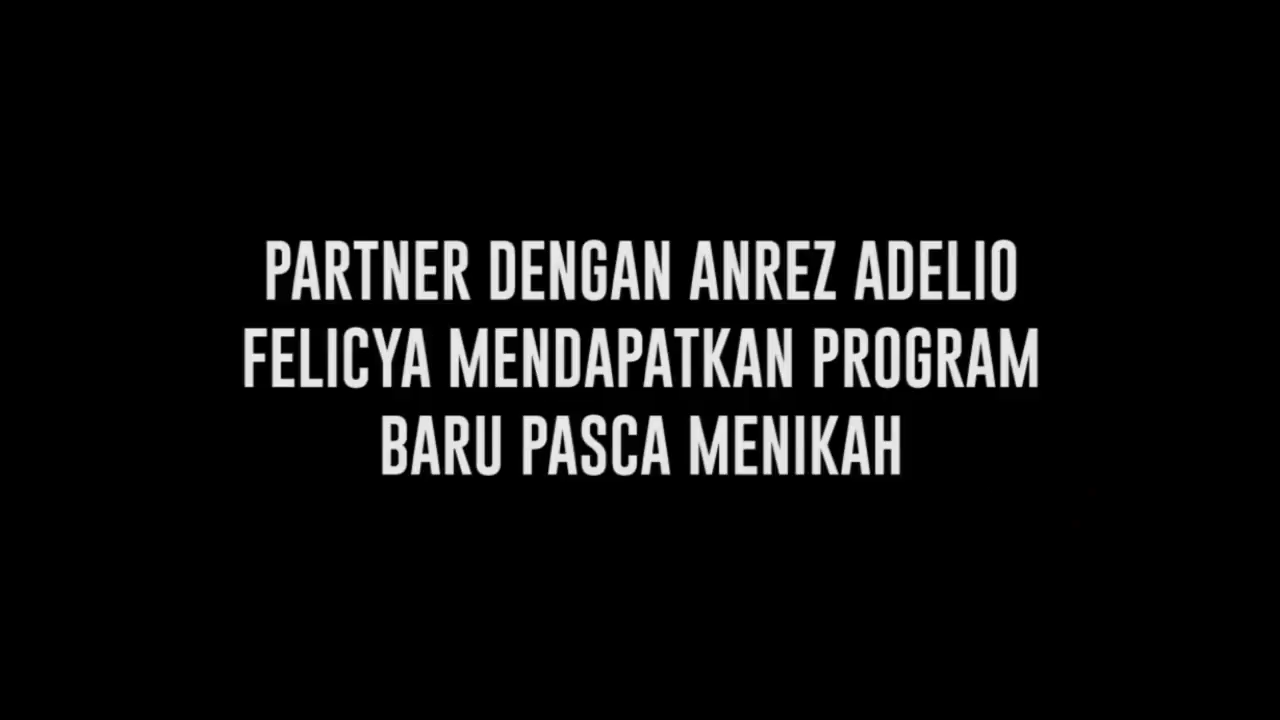 PARTNER DENGAN ANREZ ADELIO
FELICYA MENDAPATKAN PROGRAM
BARU PASCA MENIKAH